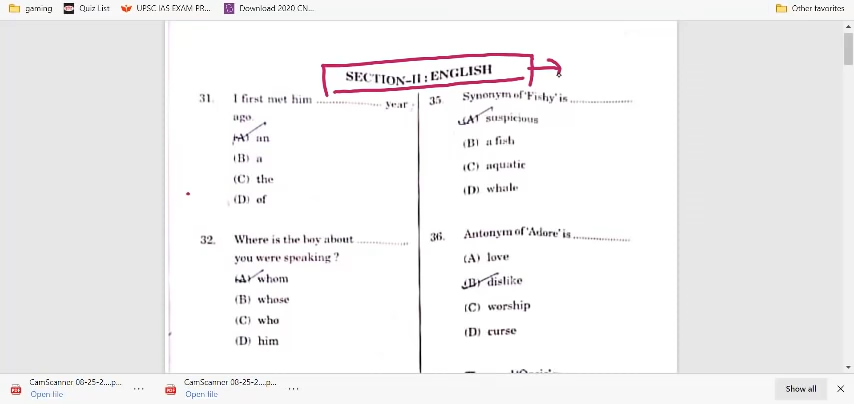 gaming
Quiz List
UPSC IAS EXAM PR...
Download 2020 CN...
Other favorites
SECTION-II : ENGLISH
31. I first met him .................... year
ago.
(A) an
(B) a
(C) the
(D) of
32. Where is the boy about ................
you were speaking ?
(A) whom
(B) whose
(C) who
(D) him
35. Synonym of 'Fishy' is ....................
(A) suspicious
(B) a fish
(C) aquatic
(D) whale
36. Antonym of 'Adore' is ..................
(A) love
(B) dislike
(C) worship
(D) curse
CamScanner 08-25-2....p...
Open file
CamScanner 08-25-2....p...
Open file
Show all